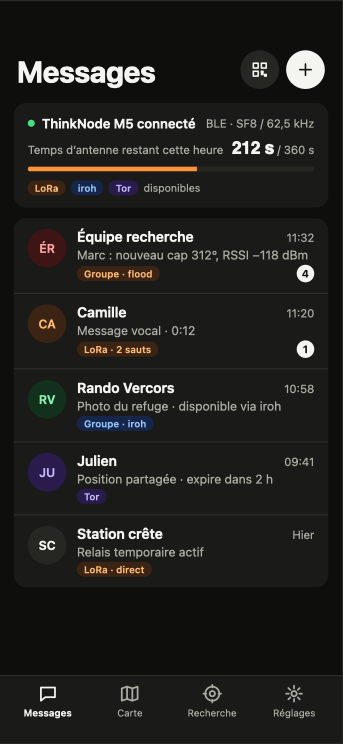 Messages
ThinkNode M5 connecté BLE · SF8 / 62,5 kHz
Temps d’antenne restant cette heure 212 s / 360 s
LoRa iroh Tor disponibles
ÉR Équipe recherche 11:32
Marc : nouveau cap 312°, RSSI −118 dBm
Groupe · flood 4
CA Camille 11:20
Message vocal · 0:12
LoRa · 2 sauts 1
RV Rando Vercors 10:58
Photo du refuge · disponible via iroh
Groupe · iroh
JU Julien 09:41
Position partagée · expire dans 2 h
Tor
SC Station crête Hier
Relais temporaire actif
LoRa · direct
Messages Carte Recherche Réglages